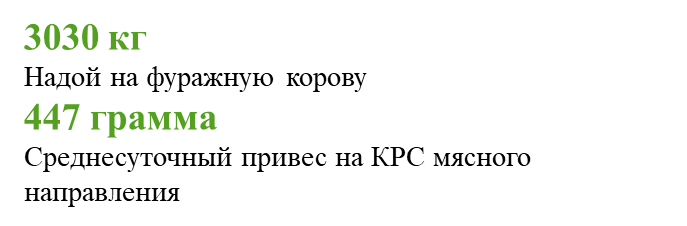 3030 кг
Надой на фуражную корову
447 грамма
Среднесуточный привес на КРС мясного
направления